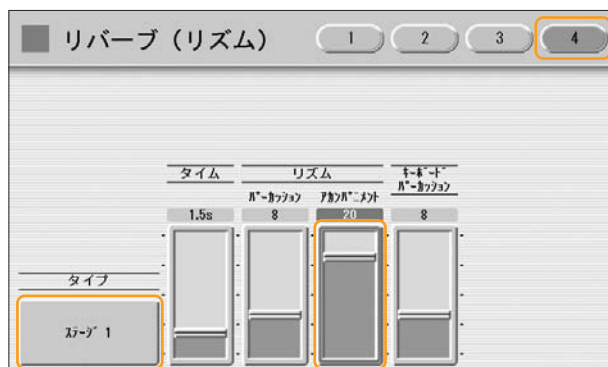 リバーブ（リズム） 1 2 3 4
タイム リズム キーボード
パーカッション
パーカッション アカンパニメント
1.5s 8 20 8
タイプ
ステージ 1